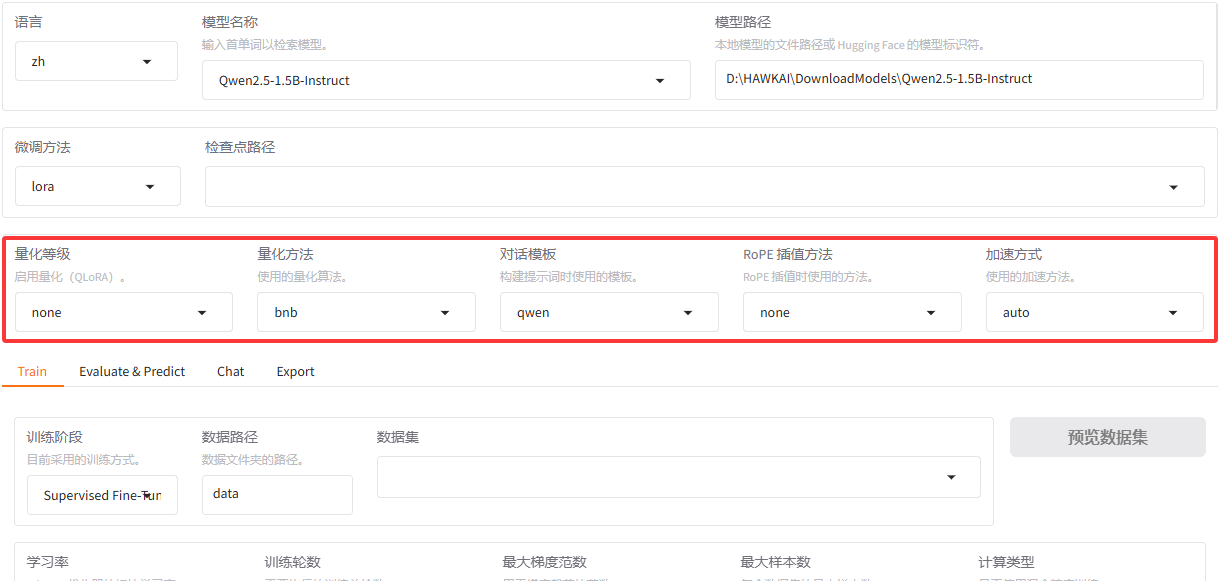 语言
模型名称
模型路径
输入首单词以检索模型。
本地模型的文件路径或 Hugging Face 的模型标识符。
zh
Qwen2.5-1.5B-Instruct
D:\HAWKAI\DownloadModels\Qwen2.5-1.5B-Instruct
微调方法
检查点路径
lora
量化等级
量化方法
对话模板
RoPE 插值方法
加速方式
启用量化（QLoRA）。
使用的量化算法。
构建提示词时使用的模板。
RoPE 插值时使用的方法。
使用的加速方法。
none
bnb
qwen
none
auto
Train
Evaluate & Predict
Chat
Export
训练阶段
数据路径
数据集
预览数据集
目前采用的训练方式。
数据文件夹的路径。
Supervised Fine-Tun
data
学习率
训练轮数
最大梯度范数
最大样本数
计算类型